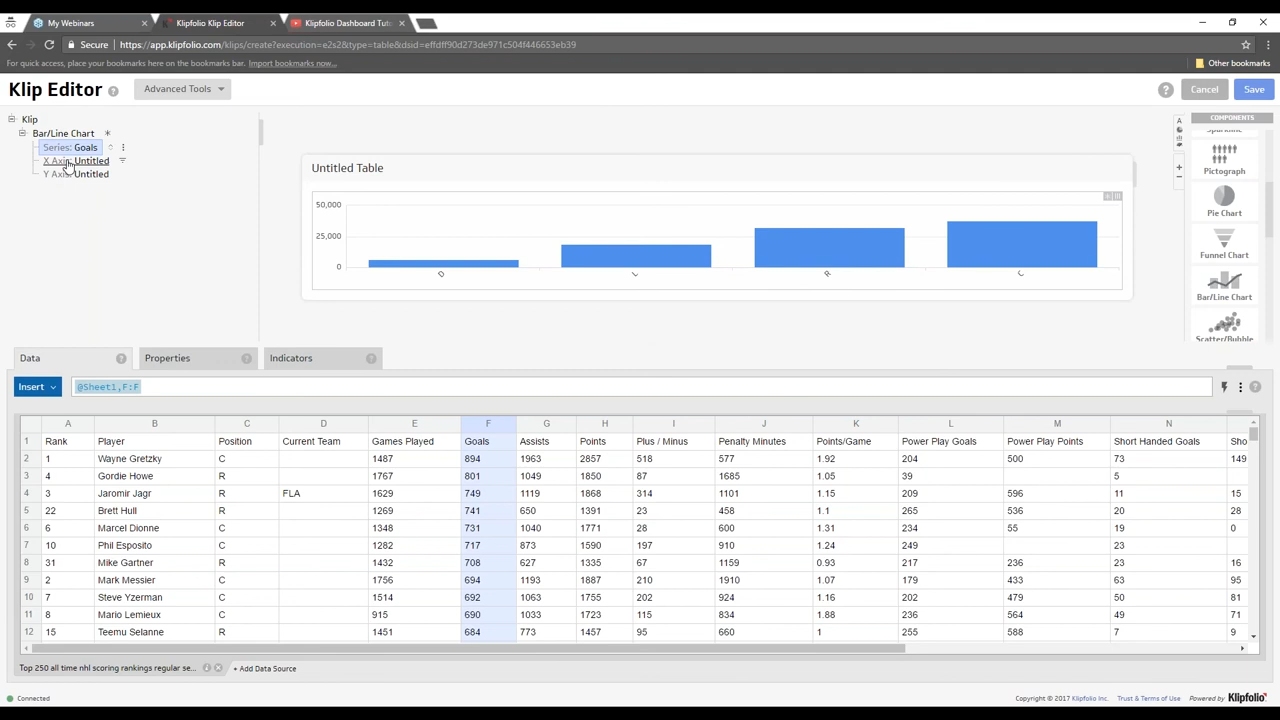 My Webinars
Klipfolio Klip Editor
Klipfolio Dashboard Tuto
Secure
https://app.klipfolio.com/klips/create?execution=e2s2&type=table&dsid=effdff90d273de971c504f446653eb39
For quick access, place your bookmarks here on the bookmarks bar. Import bookmarks now...
Other bookmarks
Klip Editor
Advanced Tools
Cancel
Save
Klip
Bar/Line Chart
Series: Goals
X Axis: Untitled
Y Axis: Untitled
Untitled Table
50,000
25,000
0
D L R C
COMPONENTS
Sparkline
Pictograph
Pie Chart
Funnel Chart
Bar/Line Chart
Scatter/Bubble
Data
Properties
Indicators
Insert
@Sheet1,F:F
A B C D E F G H I J K L M N
1 Rank Player Position Current Team Games Played Goals Assists Points Plus / Minus Penalty Minutes Points/Game Power Play Goals Power Play Points Short Handed Goals Sho
2 1 Wayne Gretzky C 1487 894 1963 2857 518 577 1.92 204 500 73 149
3 4 Gordie Howe R 1767 801 1049 1850 87 1685 1.05 39 5
4 3 Jaromir Jagr R FLA 1629 749 1119 1868 314 1101 1.15 209 596 11 15
5 22 Brett Hull R 1269 741 650 1391 23 458 1.1 265 536 20 28
6 6 Marcel Dionne C 1348 731 1040 1771 28 600 1.31 234 55 19 0
7 10 Phil Esposito C 1282 717 873 1590 197 910 1.24 249 23
8 31 Mike Gartner R 1432 708 627 1335 67 1159 0.93 217 236 23 16
9 2 Mark Messier C 1756 694 1193 1887 210 1910 1.07 179 433 63 95
10 7 Steve Yzerman C 1514 692 1063 1755 202 924 1.16 202 479 50 81
11 8 Mario Lemieux C 915 690 1033 1723 115 834 1.88 236 564 49 71
12 15 Teemu Selanne R 1451 684 773 1457 95 660 1 255 588 7 9
Top 250 all time nhl scoring rankings regular se...
+ Add Data Source
Connected
Copyright © 2017 Klipfolio Inc. Trust & Terms of Use Powered by Klipfolio